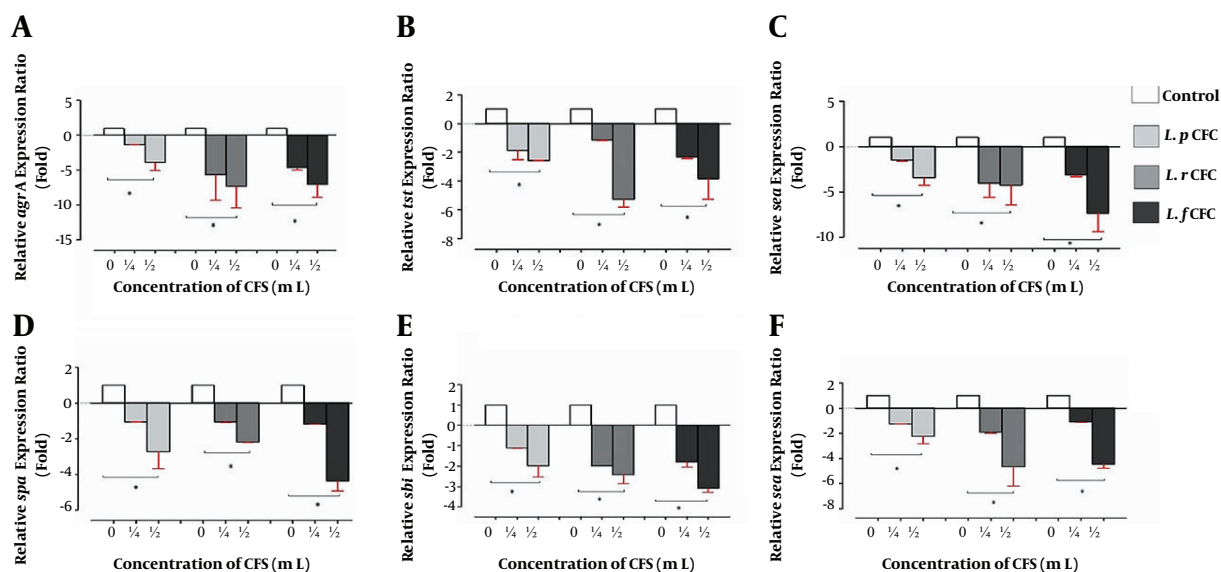 A
B
C
Relative agrA Expression Ratio
(Fold)
5
0
-5
-10
-15
*
*
*
0 ¼ ½ 0 ¼ ½ 0 ¼ ½
Concentration of CFS (m L)
Relative tst Expression Ratio
(Fold)
2
0
-2
-4
-6
-8
*
*
*
0 ¼ ½ 0 ¼ ½ 0 ¼ ½
Concentration of CFS (m L)
Relative sea Expression Ratio
(Fold)
5
0
-5
-10
*
*
*
0 ¼ ½ 0 ¼ ½ 0 ¼ ½
Concentration of CFS (m L)
Control
L. p CFC
L. r CFC
L. f CFC
D
E
F
Relative spa Expression Ratio
(Fold)
2
0
-2
-4
-6
*
*
*
0 ¼ ½ 0 ¼ ½ 0 ¼ ½
Concentration of CFS (m L)
Relative sbi Expression Ratio
(Fold)
2
1
0
-1
-2
-3
-4
*
*
*
0 ¼ ½ 0 ¼ ½ 0 ¼ ½
Concentration of CFS (m L)
Relative sea Expression Ratio
(Fold)
2
0
-2
-4
-6
-8
*
*
*
0 ¼ ½ 0 ¼ ½ 0 ¼ ½
Concentration of CFS (m L)